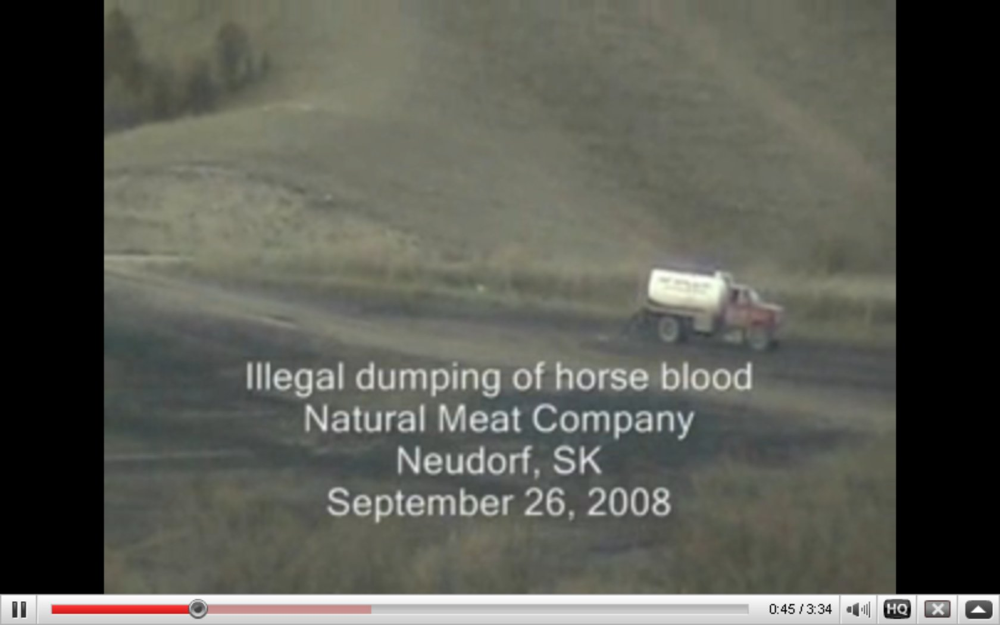 Illegal dumping of horse blood
Natural Meat Company
Neudorf, SK
September 26, 2008
0:45 / 3:34
HQ